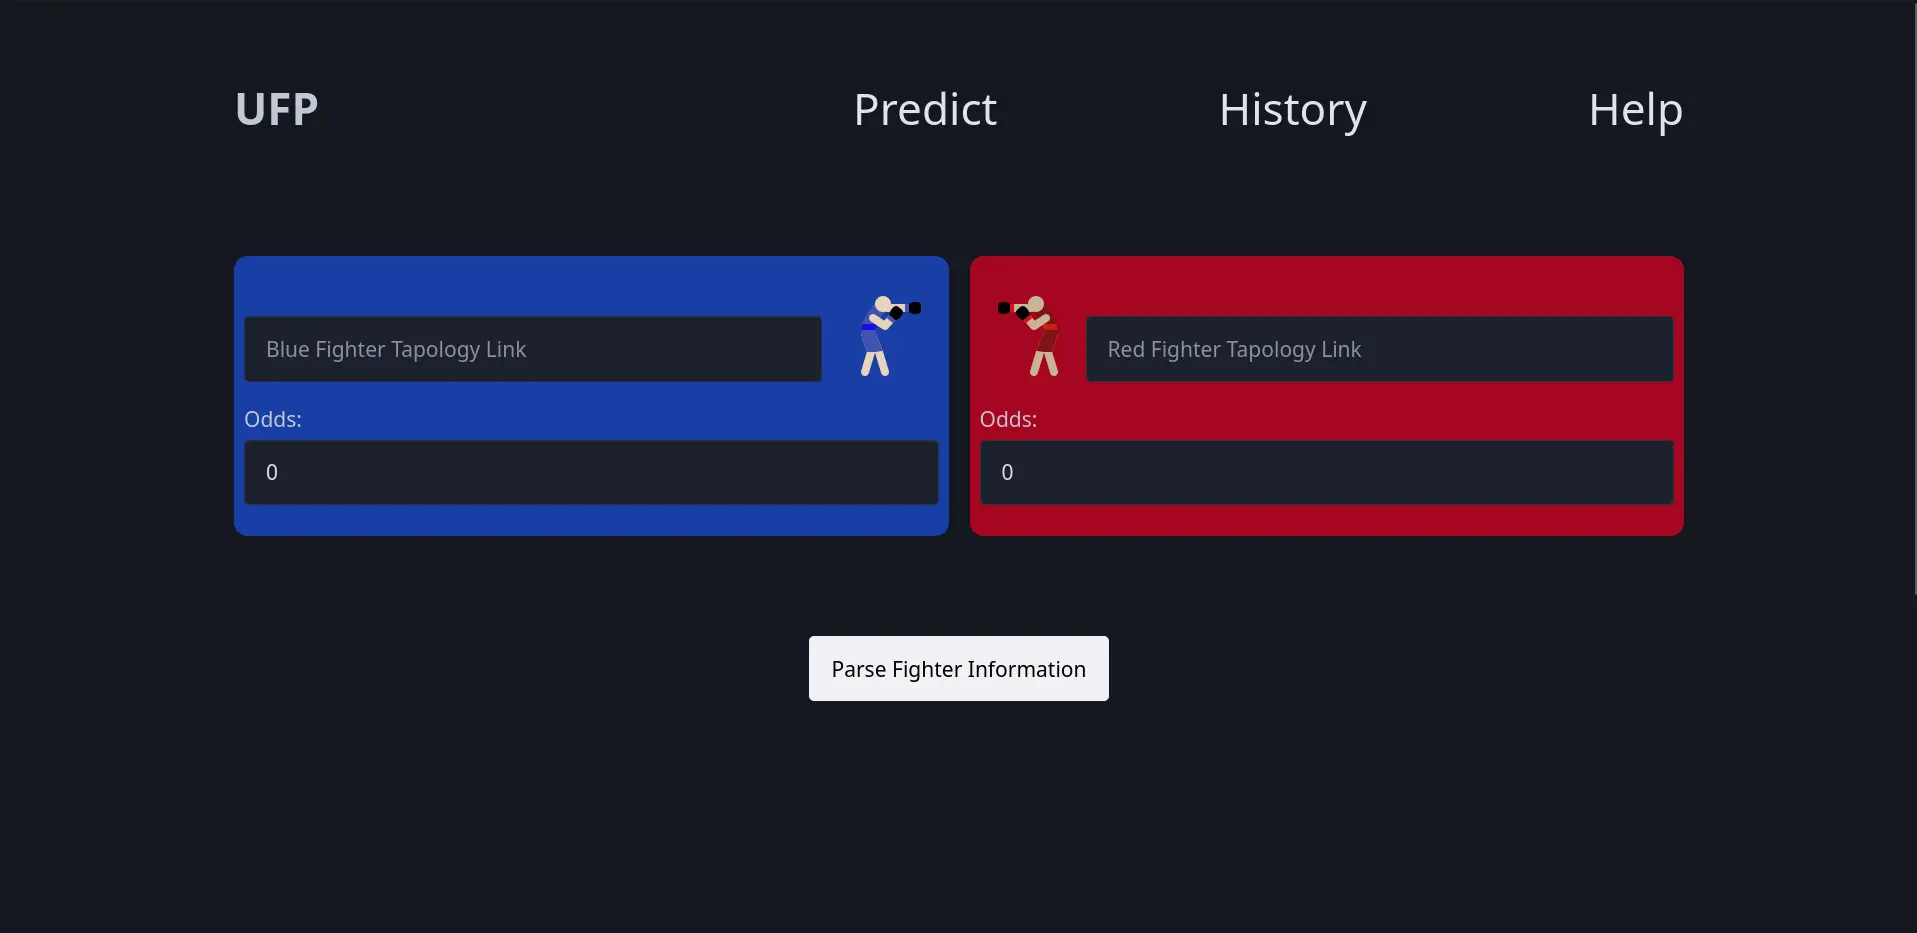 UFP Predict History Help
Blue Fighter Tapology Link
Odds:
0
Red Fighter Tapology Link
Odds:
0
Parse Fighter Information